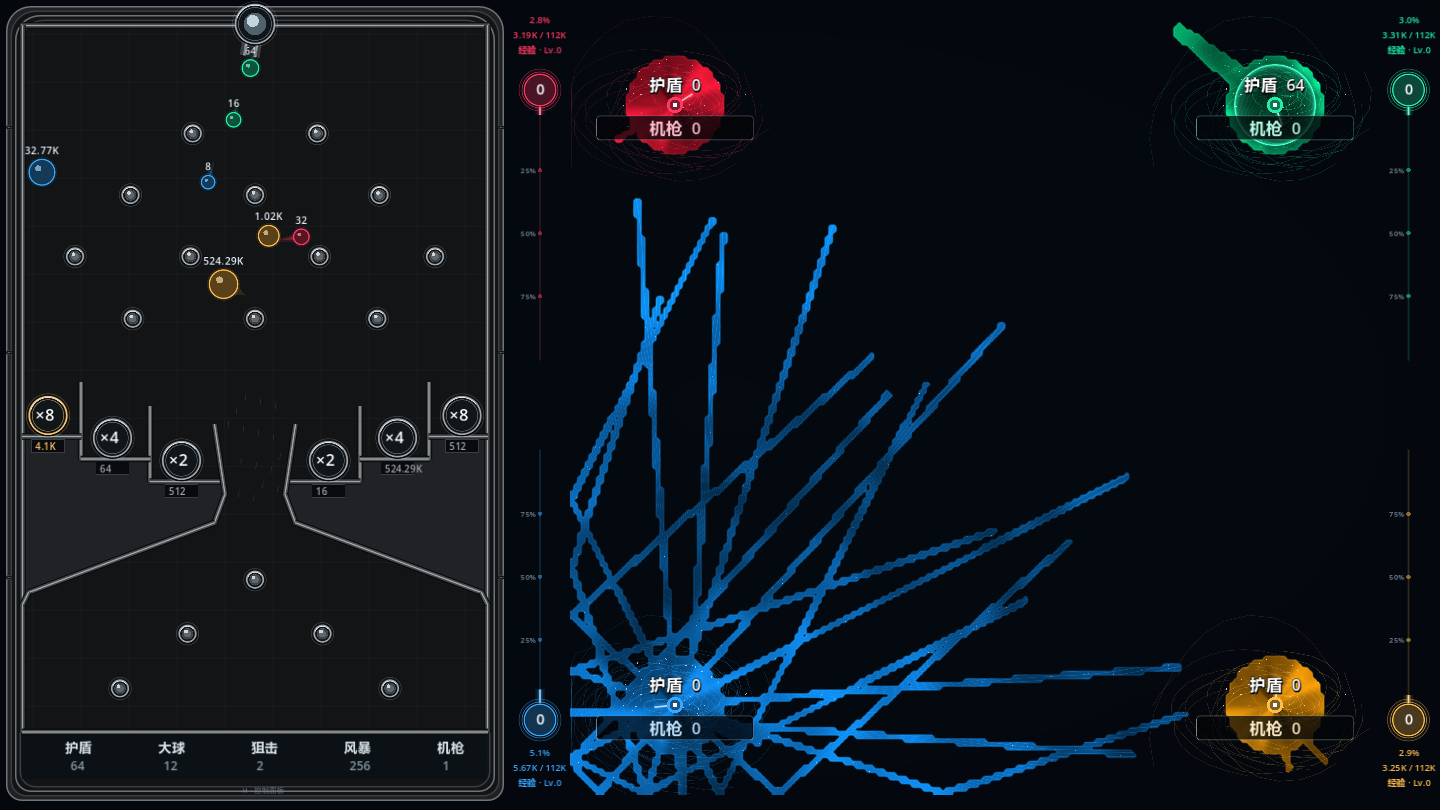 64
16
32.77K
8
1.02K
32
524.29K
×8
4.1K
×4
64
×2
512
×2
16
×4
524.29K
×8
512
护盾
64
大球
12
狙击
2
风暴
256
机枪
1
H · 控制面板
2.8%
3.19K / 112K
经验 · Lv.0
0
25%
50%
75%
护盾 0
机枪 0
护盾 64
机枪 0
3.0%
3.31K / 112K
经验 · Lv.0
0
25%
50%
75%
75%
50%
25%
0
5.1%
5.67K / 112K
经验 · Lv.0
护盾 0
机枪 0
护盾 0
机枪 0
75%
50%
25%
0
2.9%
3.25K / 112K
经验 · Lv.0